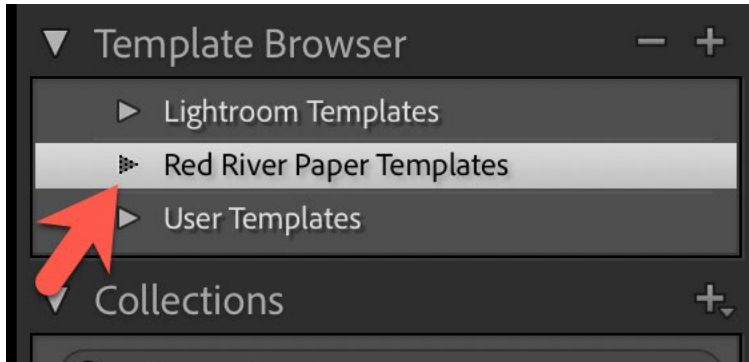 Template Browser
Lightroom Templates
Red River Paper Templates
User Templates
Collections